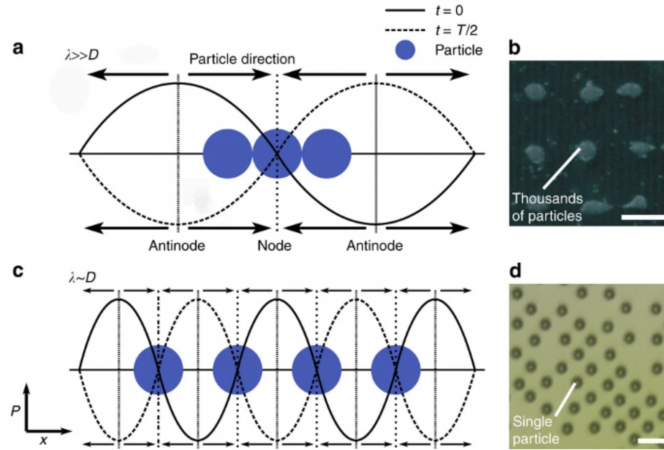 t = 0
t = T/2
Particle
a
λ>>D
Particle direction
Antinode
Node
Antinode
b
Thousands
of particles
c
λ~D
P
x
d
Single
particle